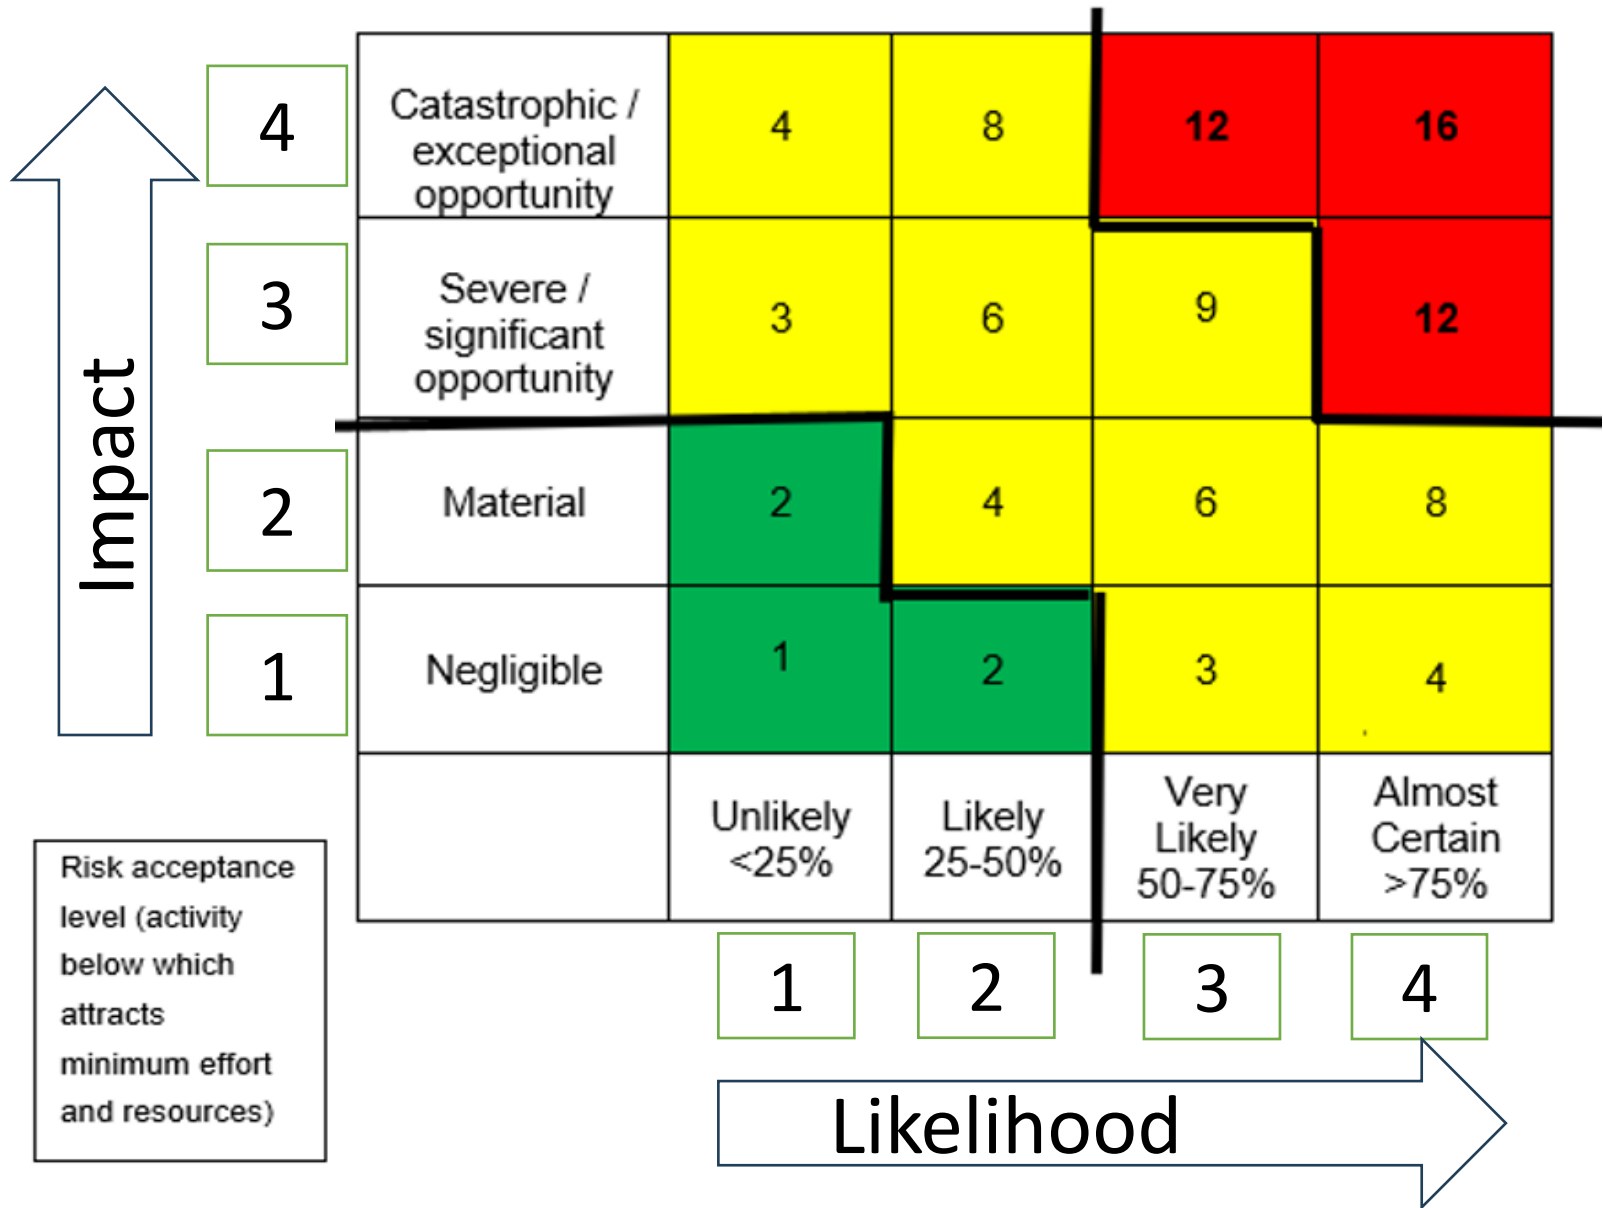 4
Catastrophic /
exceptional
opportunity
4
8
12
16
3
Severe /
significant
opportunity
3
6
9
12
Impact
2
Material
2
4
6
8
1
Negligible
1
2
3
4
Unlikely
<25%
Likely
25-50%
Very
Likely
50-75%
Almost
Certain
>75%
Risk acceptance
level (activity
below which
attracts
minimum effort
and resources)
1
2
3
4
Likelihood